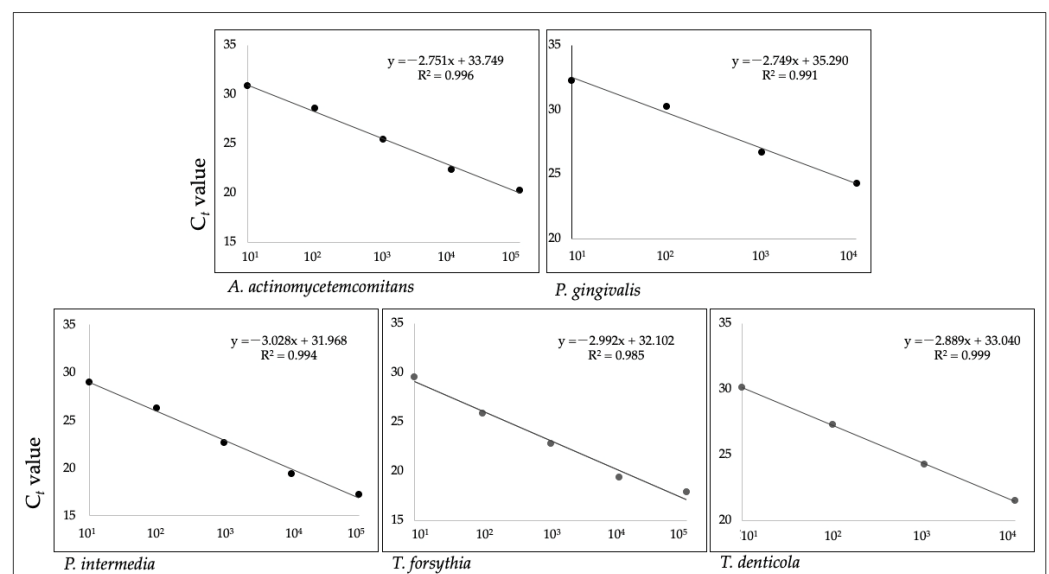 C_t value
35
30
25
20
15
y =−2.751x + 33.749
R² = 0.996
10¹ 10² 10³ 10⁴ 10⁵
A. actinomycetemcomitans
35
30
25
20
y =−2.749x + 35.290
R² = 0.991
10¹ 10² 10³ 10⁴
P. gingivalis
C_t value
35
30
25
20
15
y =−3.028x + 31.968
R² = 0.994
10¹ 10² 10³ 10⁴ 10⁵
P. intermedia
35
30
25
20
15
y =−2.992x + 32.102
R² = 0.985
10¹ 10² 10³ 10⁴ 10⁵
T. forsythia
35
30
25
20
y =−2.889x + 33.040
R² = 0.999
10¹ 10² 10³ 10⁴
T. denticola